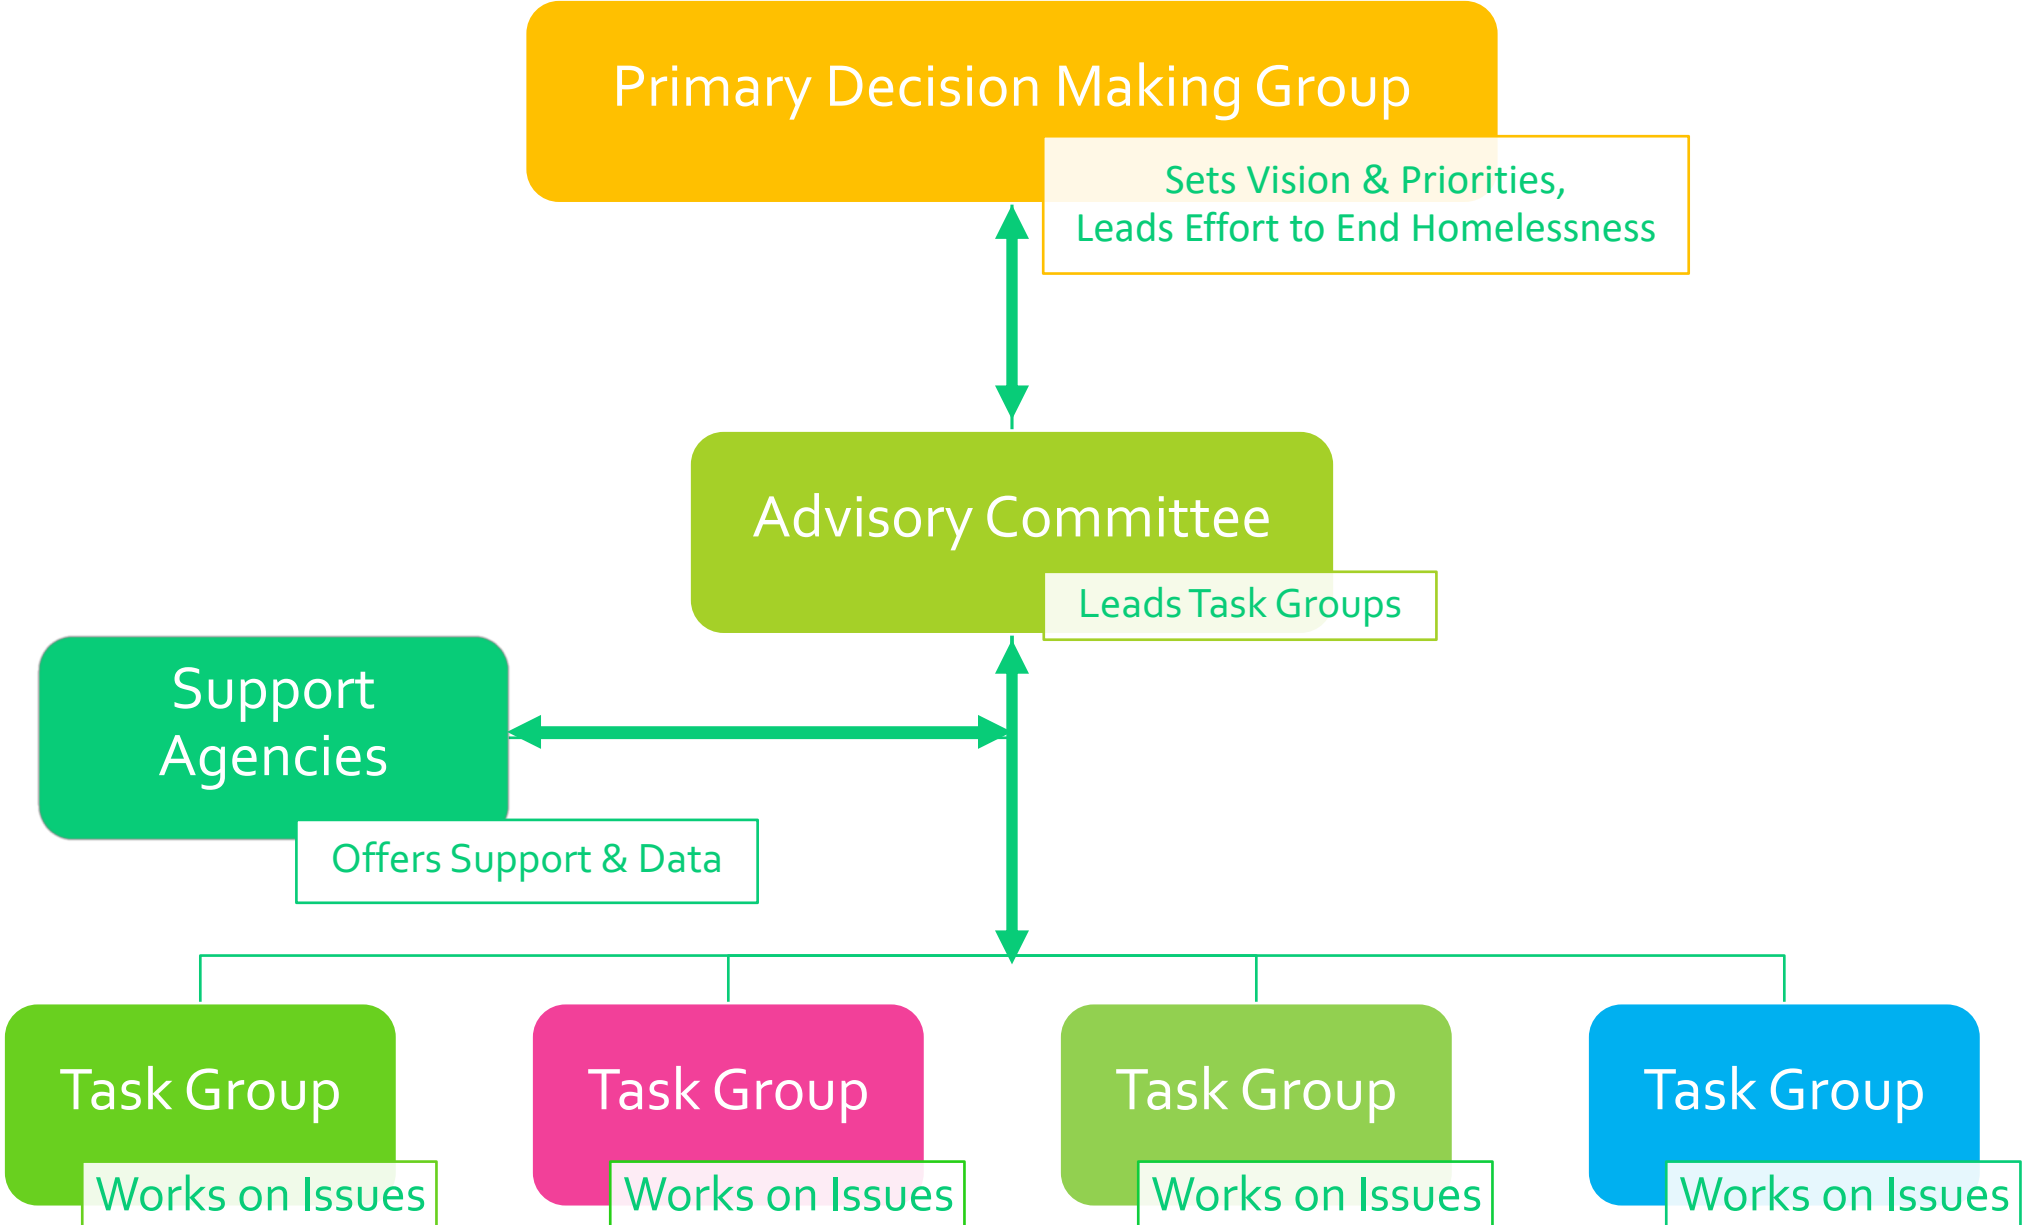 Primary Decision Making Group
Sets Vision & Priorities,
Leads Effort to End Homelessness
Advisory Committee
Leads Task Groups
Support
Agencies
Offers Support & Data
Task Group
Works on Issues
Task Group
Works on Issues
Task Group
Works on Issues
Task Group
Works on Issues